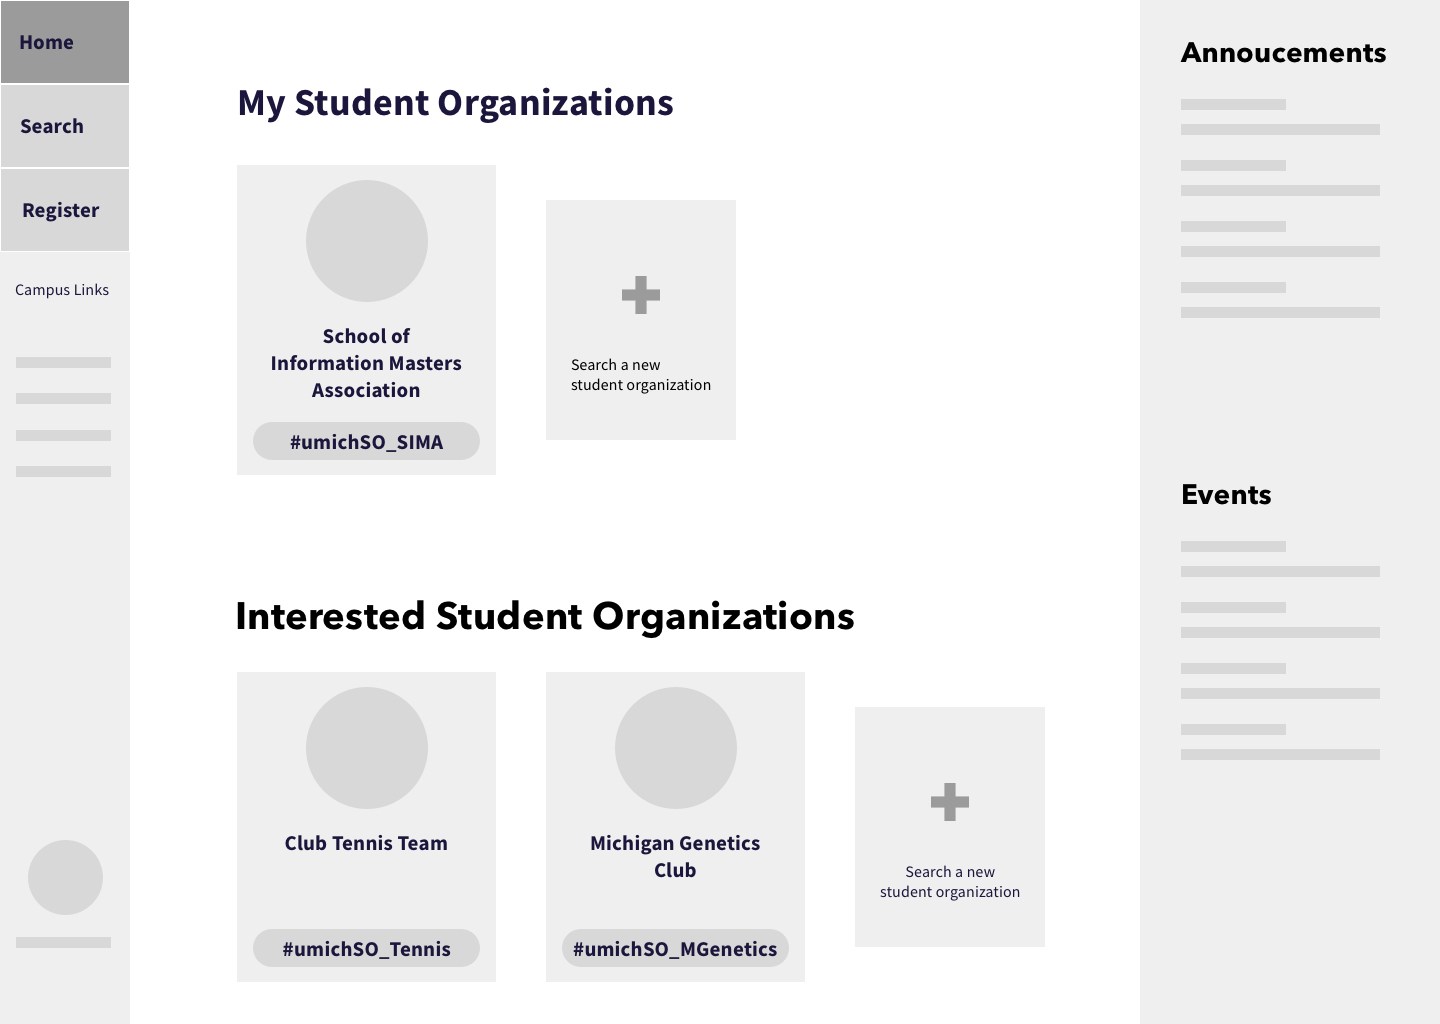 Home
Search
Register
Campus Links
My Student Organizations
School of
Information Masters
Association
#umichSO_SIMA
Search a new
student organization
Interested Student Organizations
Club Tennis Team
#umichSO_Tennis
Michigan Genetics
Club
#umichSO_MGenetics
Search a new
student organization
Annoucements
Events